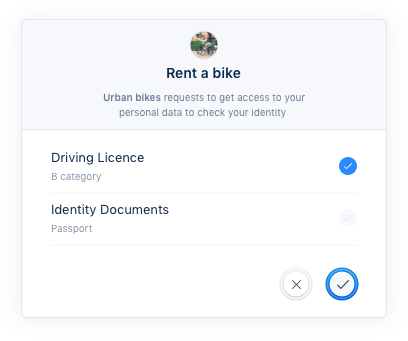 Rent a bike
Urban bikes requests to get access to your
personal data to check your identity
Driving Licence
B category
Identity Documents
Passport